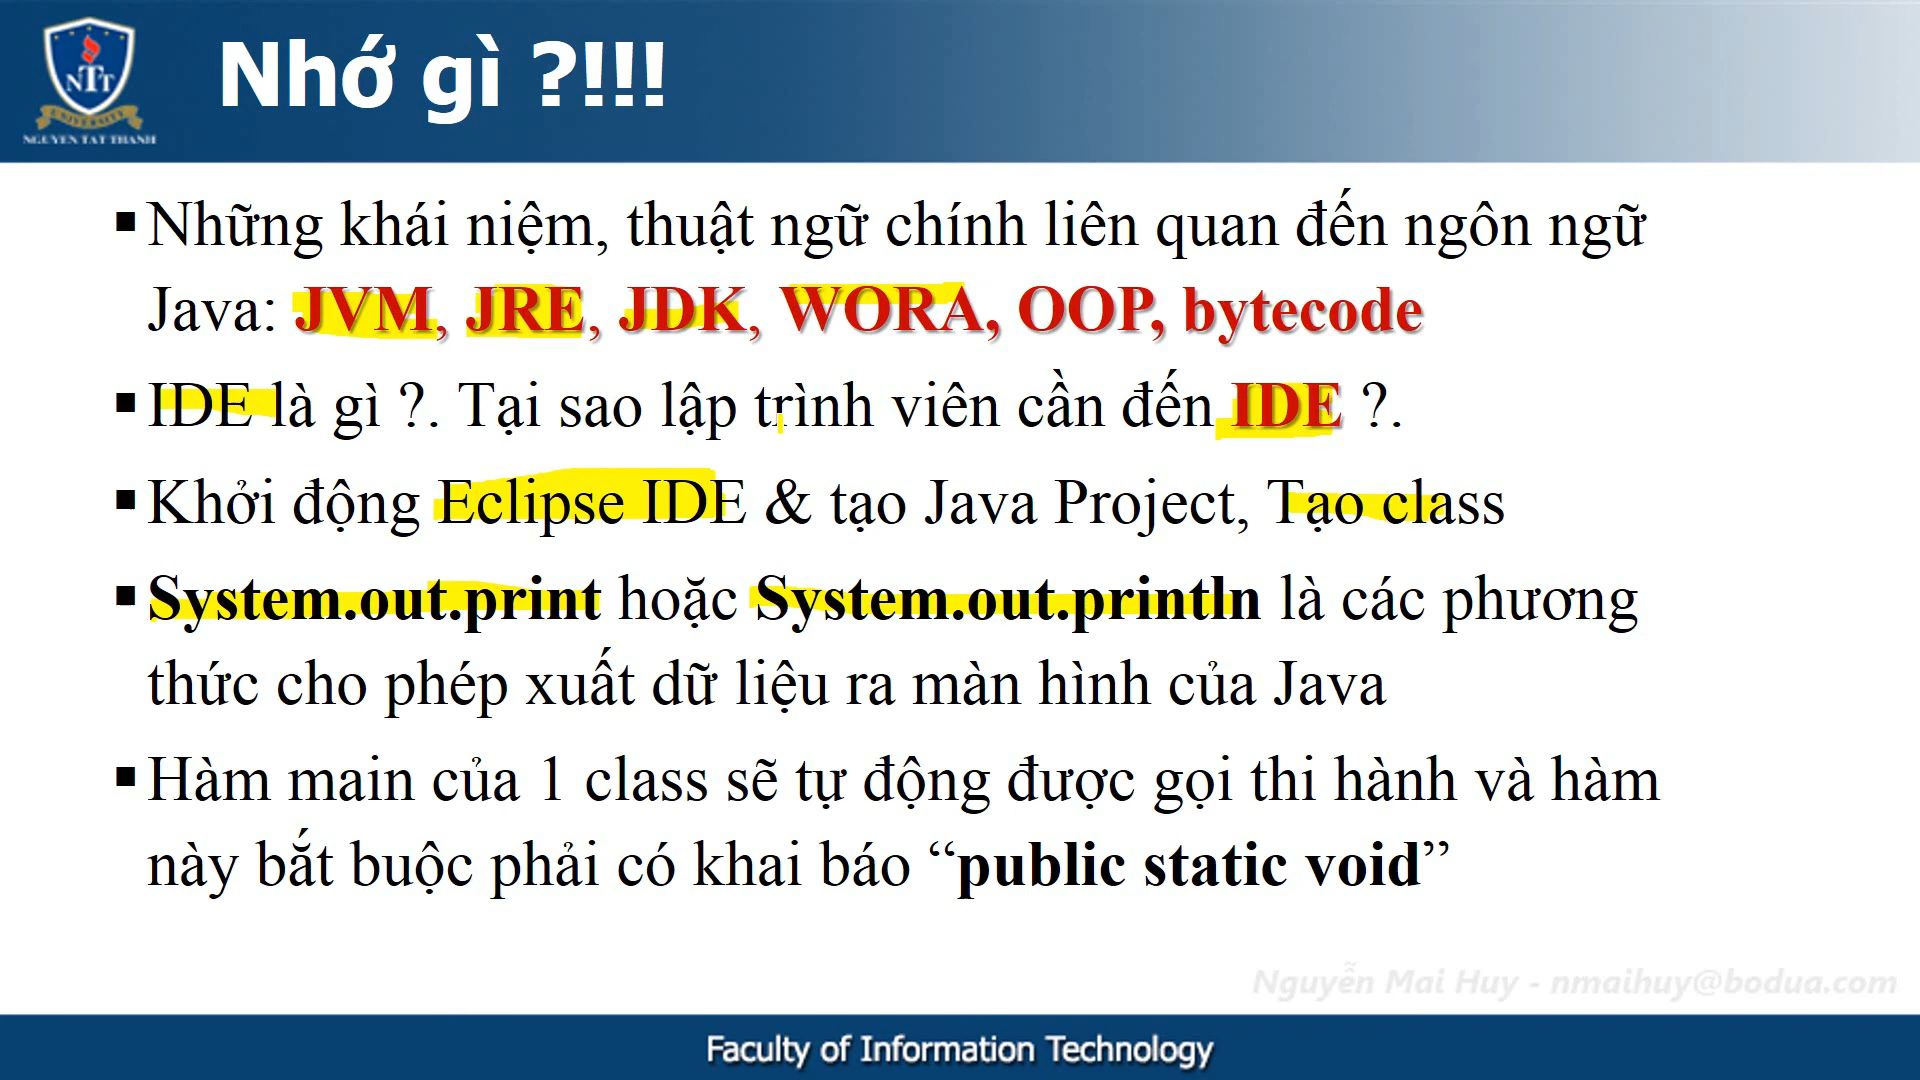 NTT
UNIVERSITY
NGUYEN TAT THANH
Nhớ gì ?!!!
▪ Những khái niệm, thuật ngữ chính liên quan đến ngôn ngữ
Java: JVM, JRE, JDK, WORA, OOP, bytecode
▪ IDE là gì ?. Tại sao lập trình viên cần đến IDE ?.
▪ Khởi động Eclipse IDE & tạo Java Project, Tạo class
▪ System.out.print hoặc System.out.println là các phương
thức cho phép xuất dữ liệu ra màn hình của Java
▪ Hàm main của 1 class sẽ tự động được gọi thi hành và hàm
này bắt buộc phải có khai báo “public static void”
Nguyễn Mai Huy - nmaihuy@bodua.com
Faculty of Information Technology